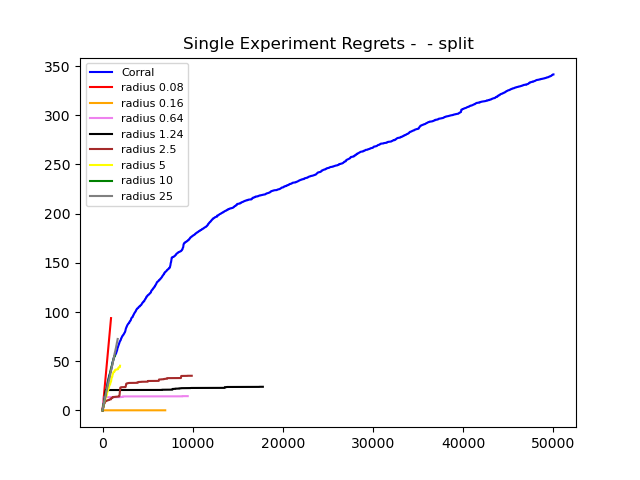 Single Experiment Regrets -  - split
Corral
radius 0.08
radius 0.16
radius 0.64
radius 1.24
radius 2.5
radius 5
radius 10
radius 25
350
300
250
200
150
100
50
0
0 10000 20000 30000 40000 50000